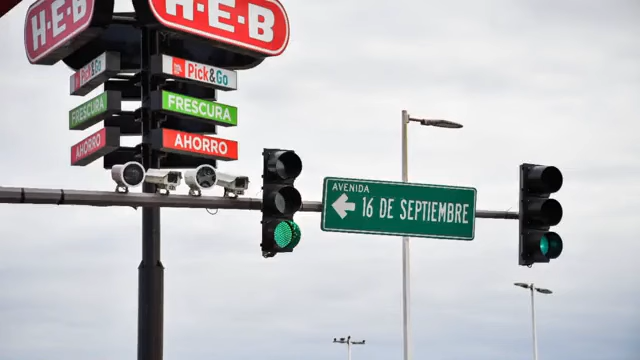 H-E-B
H-E-B
Pick&Go
Pick&Go
FRESCURA
FRESCURA
AHORRO
AHORRO
AVENIDA
16 DE SEPTIEMBRE